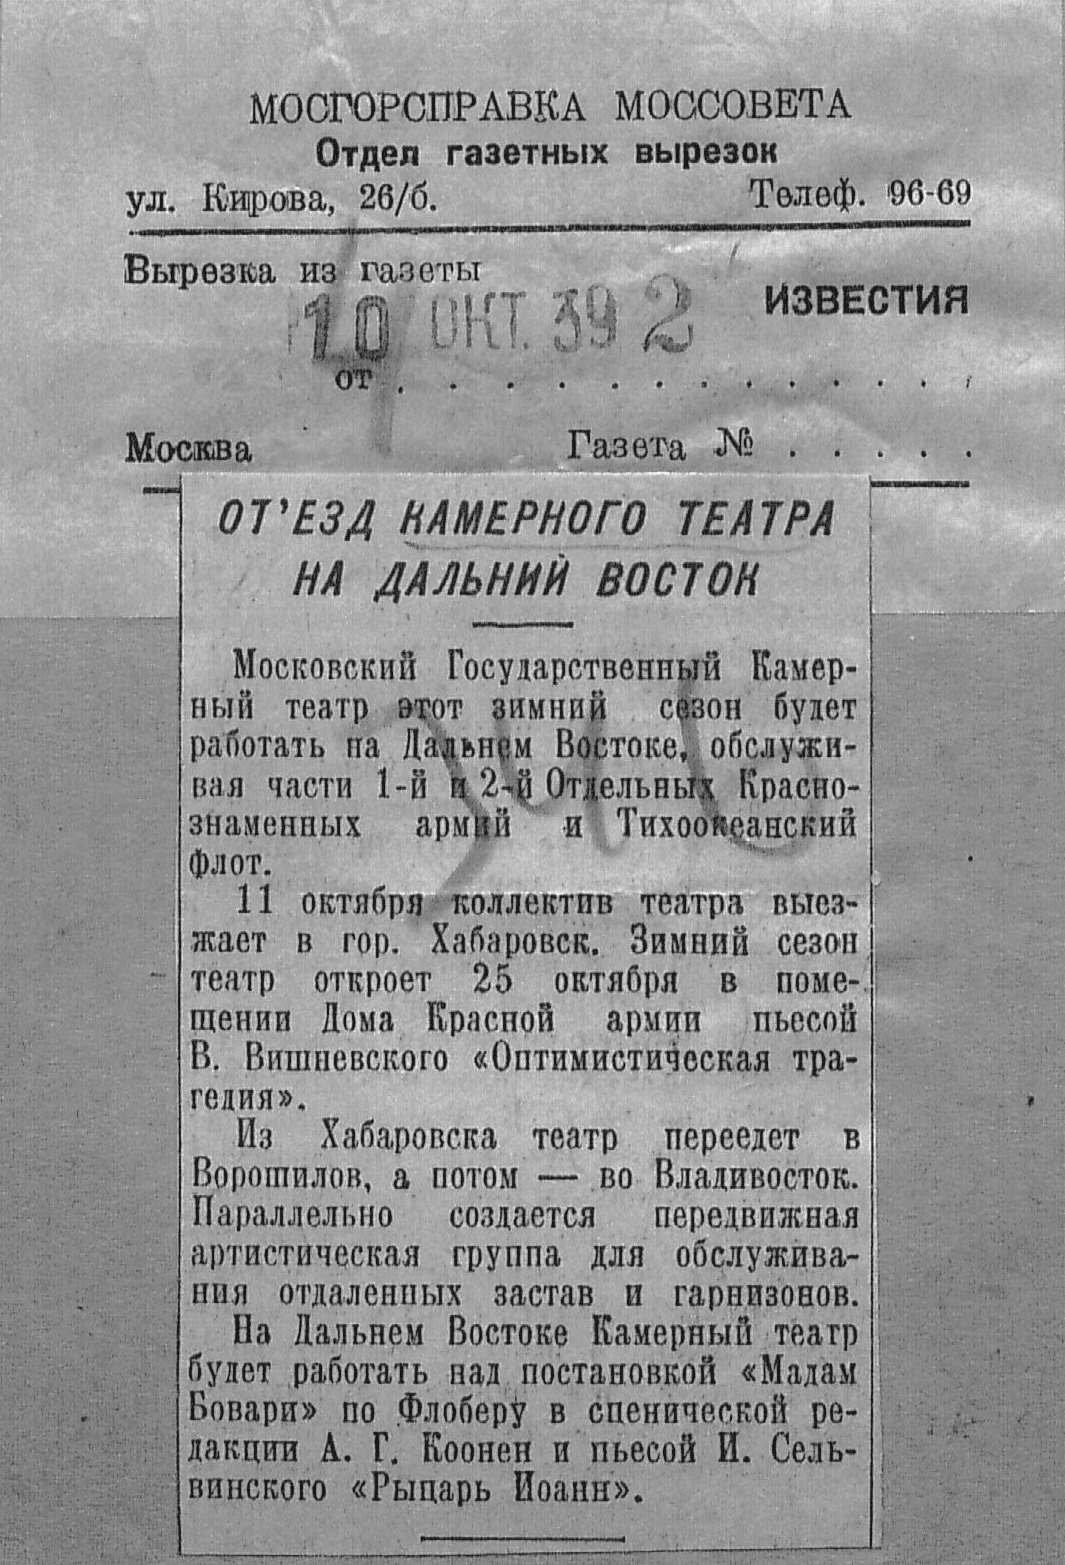 МОСГОРСПРАВКА МОССОВЕТА
Отдел газетных вырезок
ул. Кирова, 26/б. Телеф. 96-69
Вырезка из газеты
ИЗВЕСТИЯ
10 ОКТ. 39 2
от . . . . . . . . . . . . . .
Москва Газета № . . . . .
ОТ'ЕЗД КАМЕРНОГО ТЕАТРА
НА ДАЛЬНИЙ ВОСТОК
Московский Государственный Камер-
ный театр этот зимний сезон будет
работать на Дальнем Востоке, обслужи-
вая части 1-й и 2-й Отдельных Красно-
знаменных армий и Тихоокеанский
флот.
11 октября коллектив театра выез-
жает в гор. Хабаровск. Зимний сезон
театр откроет 25 октября в поме-
щении Дома Красной армии пьесой
В. Вишневского «Оптимистическая тра-
гедия».
Из Хабаровска театр переедет в
Ворошилов, а потом — во Владивосток.
Параллельно создается передвижная
артистическая группа для обслужива-
ния отдаленных застав и гарнизонов.
На Дальнем Востоке Камерный театр
будет работать над постановкой «Мадам
Бовари» по Флоберу в сценической ре-
дакции А. Г. Коонен и пьесой И. Сель-
винского «Рыцарь Иоанн».